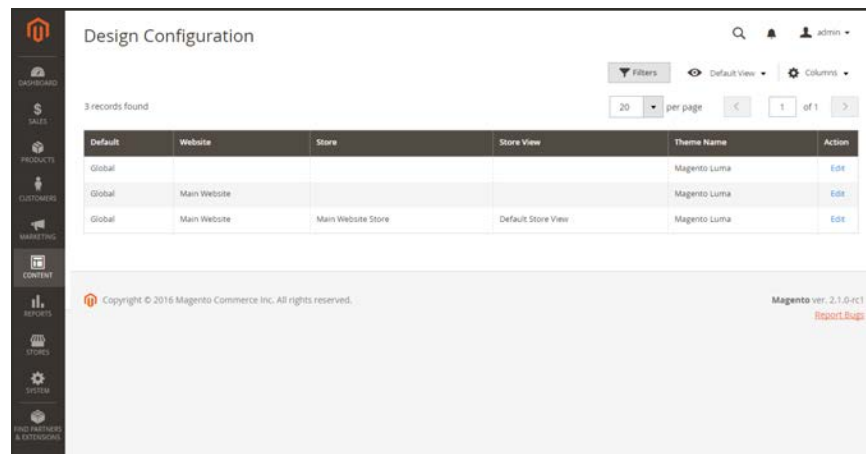 Design Configuration
admin
DASHBOARD
SALES
PRODUCTS
CUSTOMERS
MARKETING
CONTENT
REPORTS
STORES
SYSTEM
FIND PARTNERS
& EXTENSIONS
Filters Default View Columns
3 records found
20 per page 1 of 1
Default Website Store Store View Theme Name Action
Global Magento Luma Edit
Global Main Website Magento Luma Edit
Global Main Website Main Website Store Default Store View Magento Luma Edit
Copyright © 2016 Magento Commerce Inc. All rights reserved.
Magento ver. 2.1.0-rc1
Report Bugs